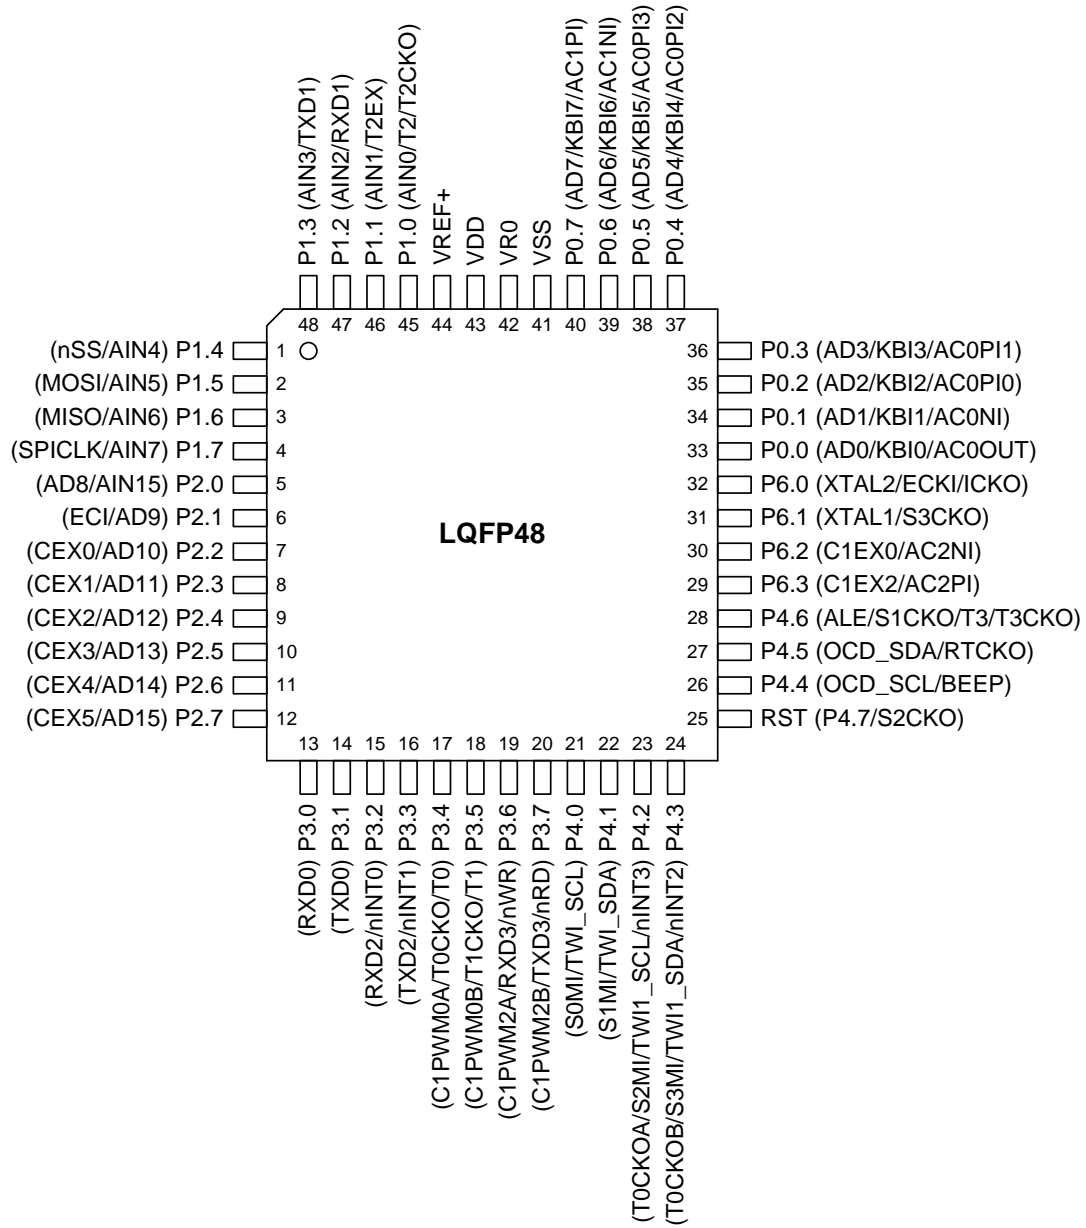 P1.3 (AIN3/TXD1)
P1.2 (AIN2/RXD1)
P1.1 (AIN1/T2EX)
P1.0 (AIN0/T2/T2CKO)
VREF+
VDD
VR0
VSS
P0.7 (AD7/KBI7/AC1PI)
P0.6 (AD6/KBI6/AC1NI)
P0.5 (AD5/KBI5/AC0PI3)
P0.4 (AD4/KBI4/AC0PI2)
48 47 46 45 44 43 42 41 40 39 38 37
(nSS/AIN4) P1.4 1
(MOSI/AIN5) P1.5 2
(MISO/AIN6) P1.6 3
(SPICLK/AIN7) P1.7 4
(AD8/AIN15) P2.0 5
(ECI/AD9) P2.1 6
(CEX0/AD10) P2.2 7
(CEX1/AD11) P2.3 8
(CEX2/AD12) P2.4 9
(CEX3/AD13) P2.5 10
(CEX4/AD14) P2.6 11
(CEX5/AD15) P2.7 12
LQFP48
36 P0.3 (AD3/KBI3/AC0PI1)
35 P0.2 (AD2/KBI2/AC0PI0)
34 P0.1 (AD1/KBI1/AC0NI)
33 P0.0 (AD0/KBI0/AC0OUT)
32 P6.0 (XTAL2/ECKI/ICKO)
31 P6.1 (XTAL1/S3CKO)
30 P6.2 (C1EX0/AC2NI)
29 P6.3 (C1EX2/AC2PI)
28 P4.6 (ALE/S1CKO/T3/T3CKO)
27 P4.5 (OCD_SDA/RTCKO)
26 P4.4 (OCD_SCL/BEEP)
25 RST (P4.7/S2CKO)
13 14 15 16 17 18 19 20 21 22 23 24
(RXD0) P3.0
(TXD0) P3.1
(RXD2/nINT0) P3.2
(TXD2/nINT1) P3.3
(C1PWM0A/T0CKO/T0) P3.4
(C1PWM0B/T1CKO/T1) P3.5
(C1PWM2A/RXD3/nWR) P3.6
(C1PWM2B/TXD3/nRD) P3.7
(S0MI/TWI_SCL) P4.0
(S1MI/TWI_SDA) P4.1
(T0CKOA/S2MI/TWI1_SCL/nINT3) P4.2
(T0CKOB/S3MI/TWI1_SDA/nINT2) P4.3